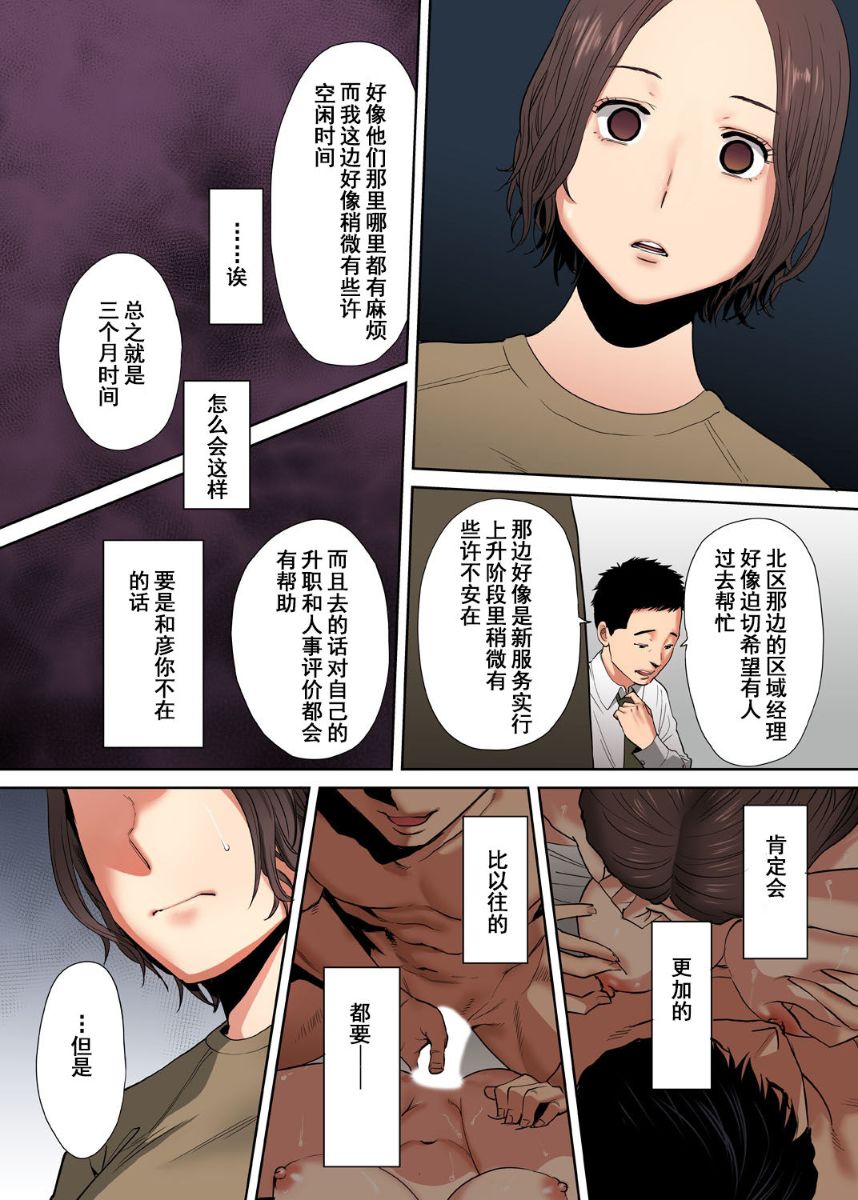 北区那边的区域经理
好像迫切希望有人
过去帮忙
那边好像是新服务实行
上升阶段里稍微有
些许不安在
好像他们那里哪里都有麻烦
而我这边好像稍微有些许
空闲时间
……诶
总之就是
三个月时间
怎么会这样
而且去的话对自己的
升职和人事评价都会
有帮助
要是和彦你不在
的话
肯定会
更加的
比以往的
都要——
…但是